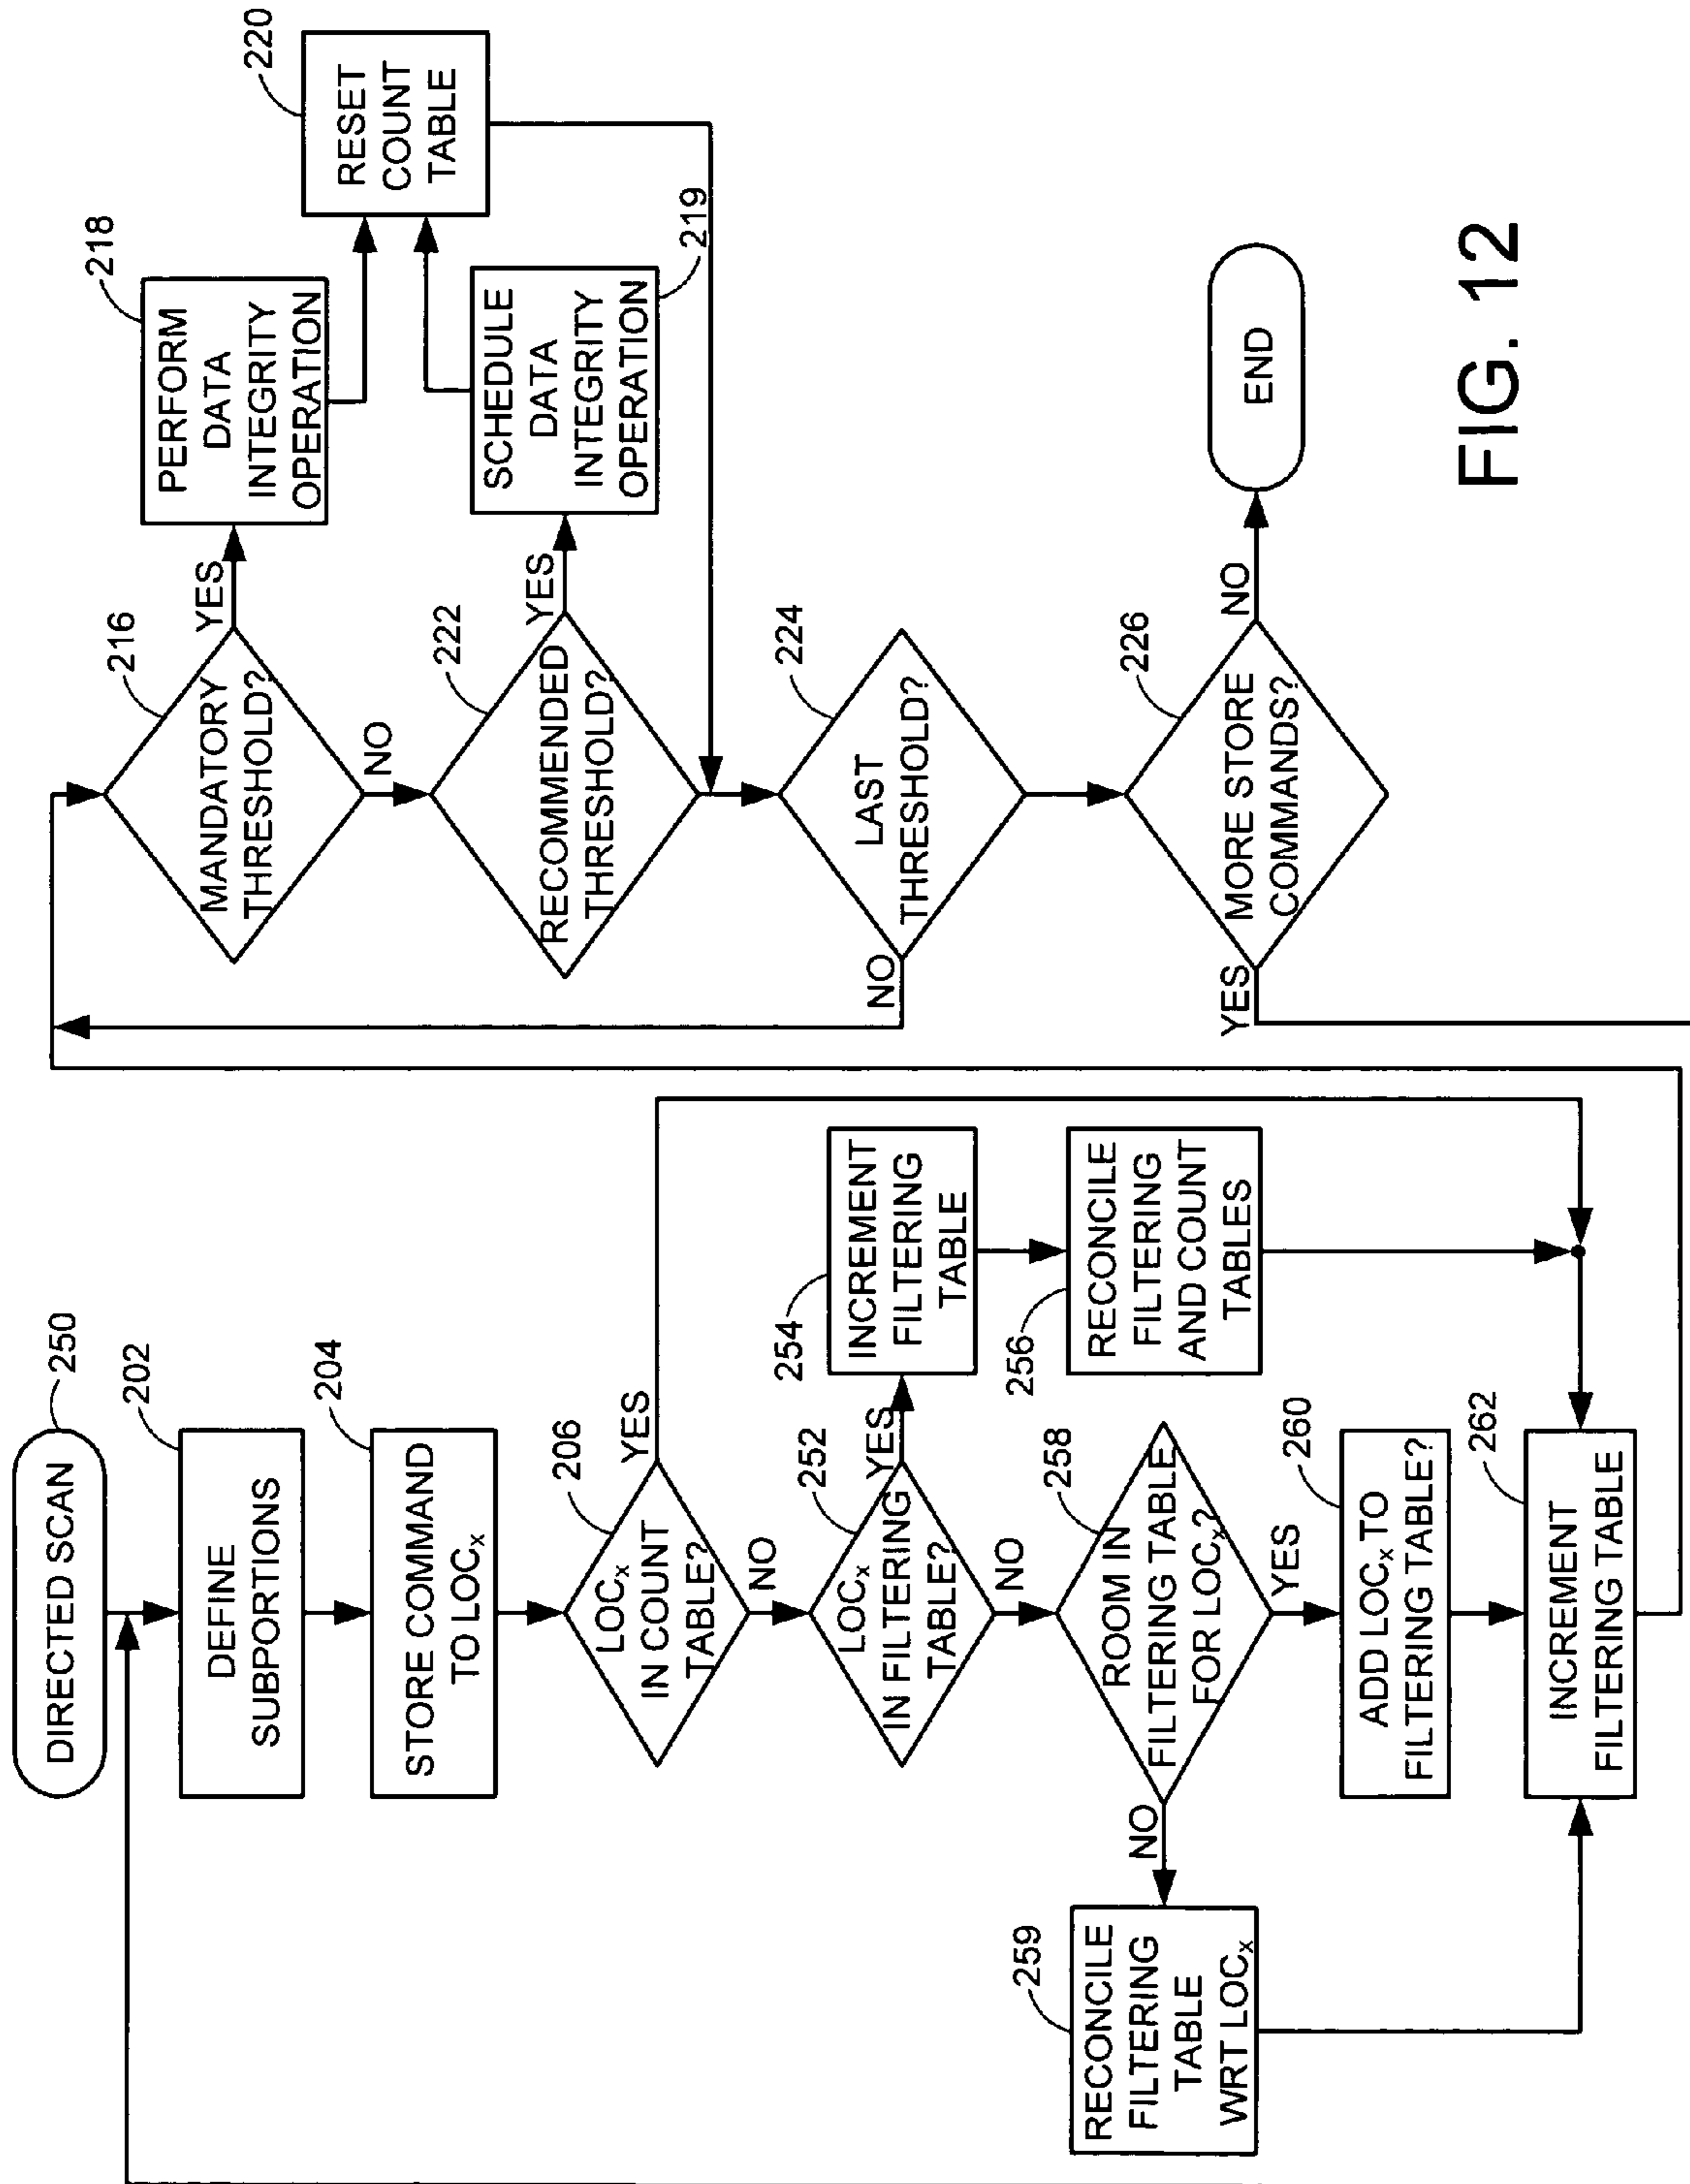 DIRECTED SCAN
250
DEFINE
SUBPORTIONS
202
STORE COMMAND
TO LOCx
204
LOCx
IN COUNT
TABLE?
206
YES
NO
LOCx
IN FILTERING
TABLE?
252
YES
NO
INCREMENT
FILTERING
TABLE
254
RECONCILE
FILTERING
AND COUNT
TABLES
256
ROOM IN
FILTERING TABLE
FOR LOCx?
258
NO
YES
RECONCILE
FILTERING
TABLE
WRT LOCx
259
ADD LOCx TO
FILTERING TABLE?
260
INCREMENT
FILTERING TABLE
262
MANDATORY
THRESHOLD?
216
YES
NO
PERFORM
DATA
INTEGRITY
OPERATION
218
RESET
COUNT
TABLE
220
RECOMMENDED
THRESHOLD?
222
YES
SCHEDULE
DATA
INTEGRITY
OPERATION
219
LAST
THRESHOLD?
224
NO
MORE STORE
COMMANDS?
226
YES
NO
END
FIG. 12